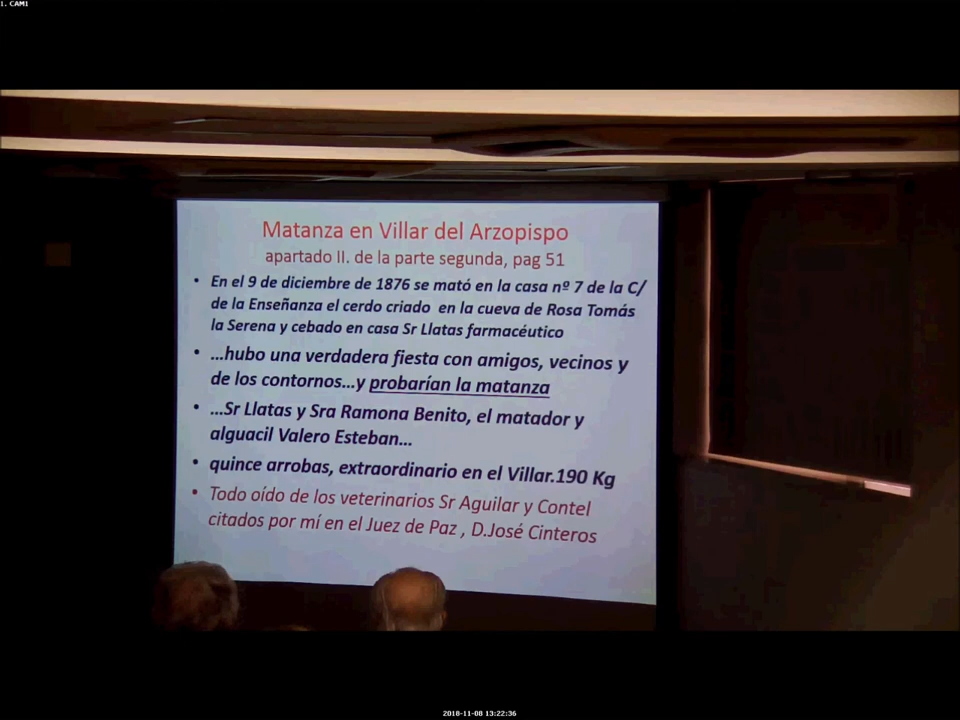 1. CAM1
Matanza en Villar del Arzopispo
apartado II. de la parte segunda, pag 51
• En el 9 de diciembre de 1876 se mató en la casa nº 7 de la C/
de la Enseñanza el cerdo criado en la cueva de Rosa Tomás
la Serena y cebado en casa Sr Llatas farmacéutico
• ...hubo una verdadera fiesta con amigos, vecinos y
de los contornos...y probarían la matanza
• ...Sr Llatas y Sra Ramona Benito, el matador y
alguacil Valero Esteban...
• quince arrobas, extraordinario en el Villar.190 Kg
• Todo oído de los veterinarios Sr Aguilar y Contel
citados por mí en el Juez de Paz , D.José Cinteros
2018-11-08 13:22:36